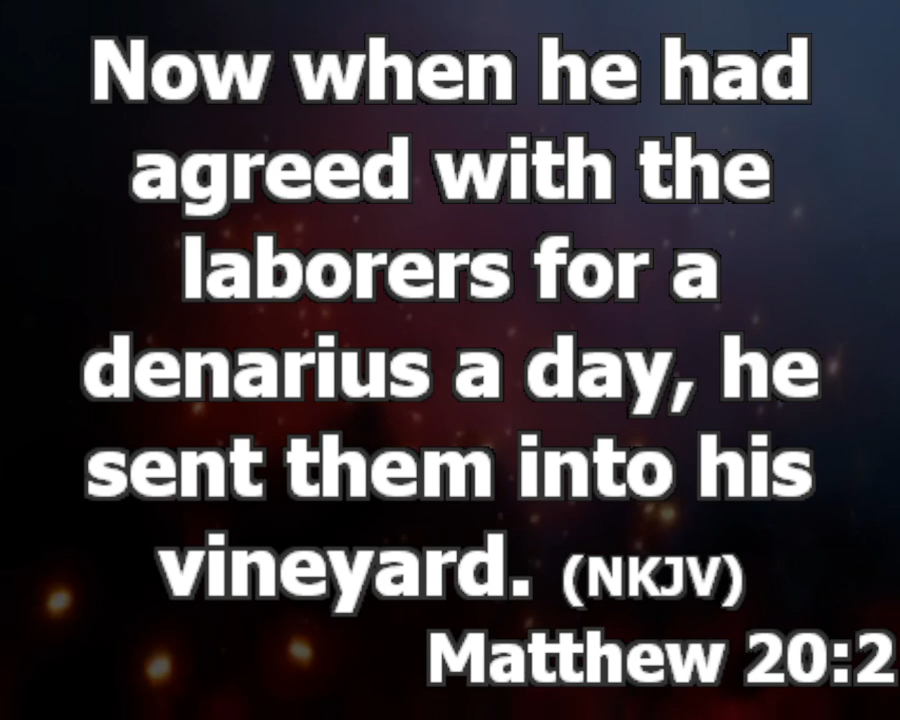 Now when he had
agreed with the
laborers for a
denarius a day, he
sent them into his
vineyard. (NKJV)
Matthew 20:2